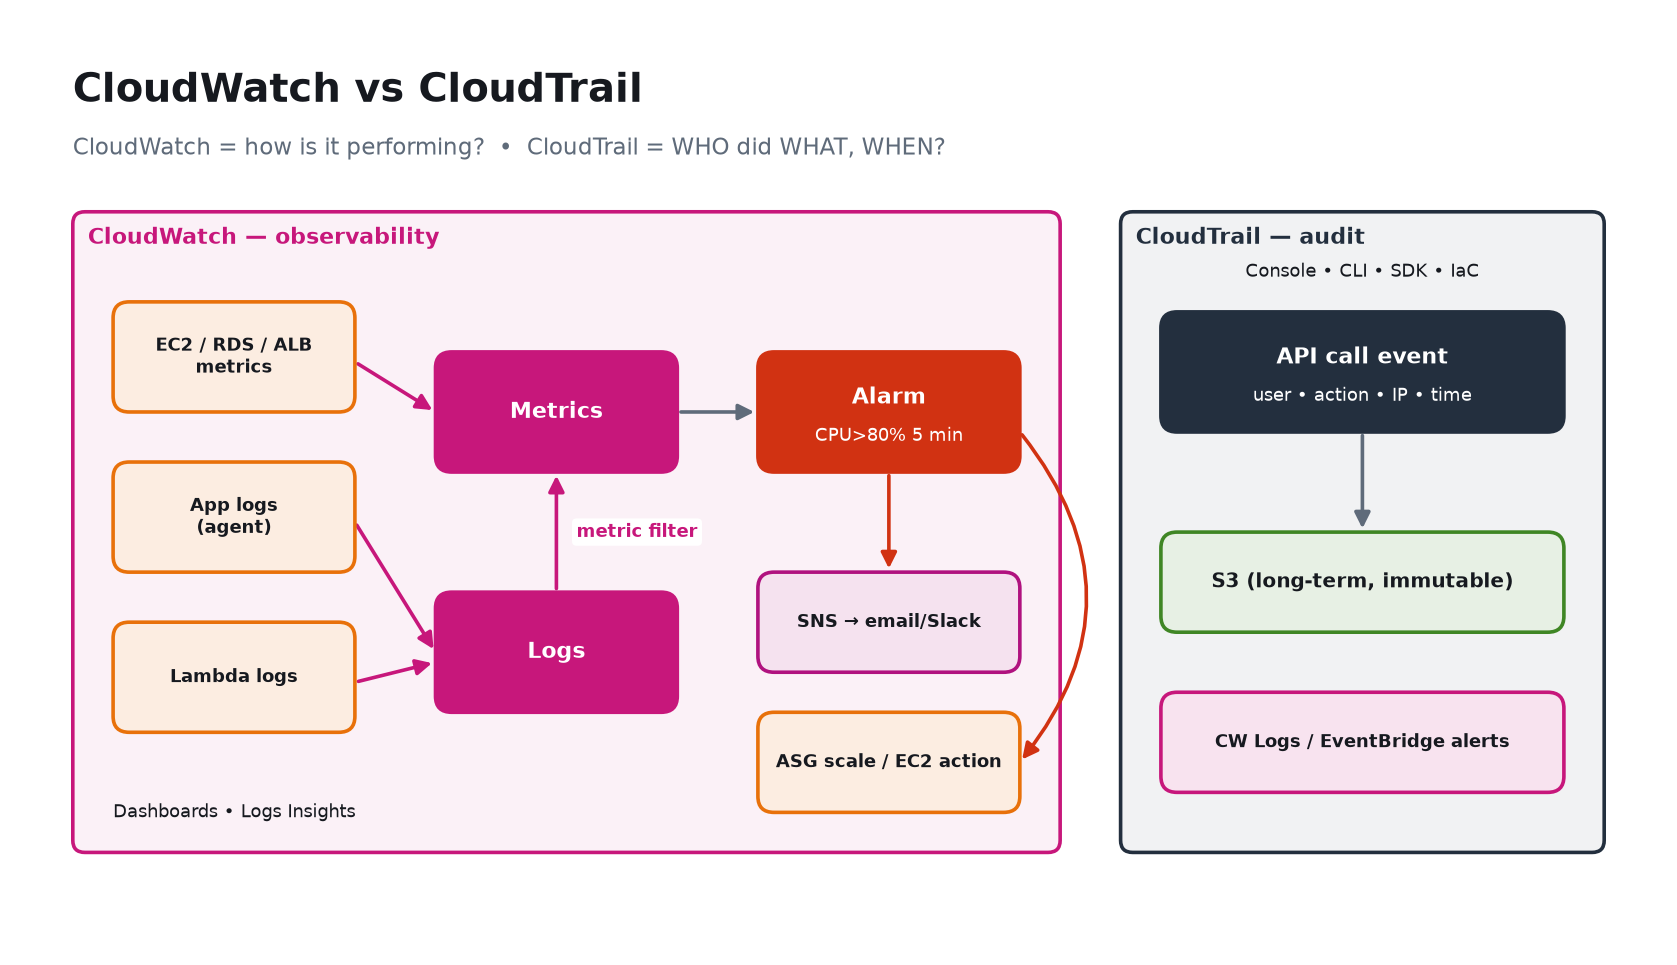 CloudWatch vs CloudTrail
CloudWatch = how is it performing? • CloudTrail = WHO did WHAT, WHEN?
CloudWatch — observability
EC2 / RDS / ALB
metrics
App logs
(agent)
Lambda logs
Metrics
metric filter
Logs
Alarm
CPU>80% 5 min
SNS → email/Slack
ASG scale / EC2 action
Dashboards • Logs Insights
CloudTrail — audit
Console • CLI • SDK • IaC
API call event
user • action • IP • time
S3 (long-term, immutable)
CW Logs / EventBridge alerts